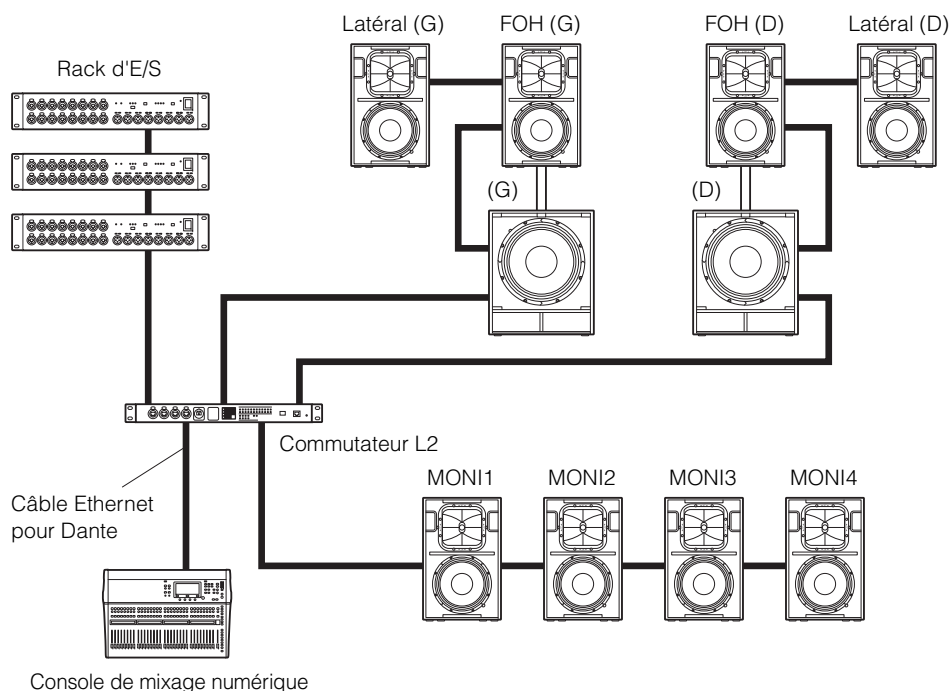 Latéral (G)
FOH (G)
FOH (D)
Latéral (D)
Rack d'E/S
(G)
(D)
Commutateur L2
MONI1
MONI2
MONI3
MONI4
Câble Ethernet
pour Dante
Console de mixage numérique